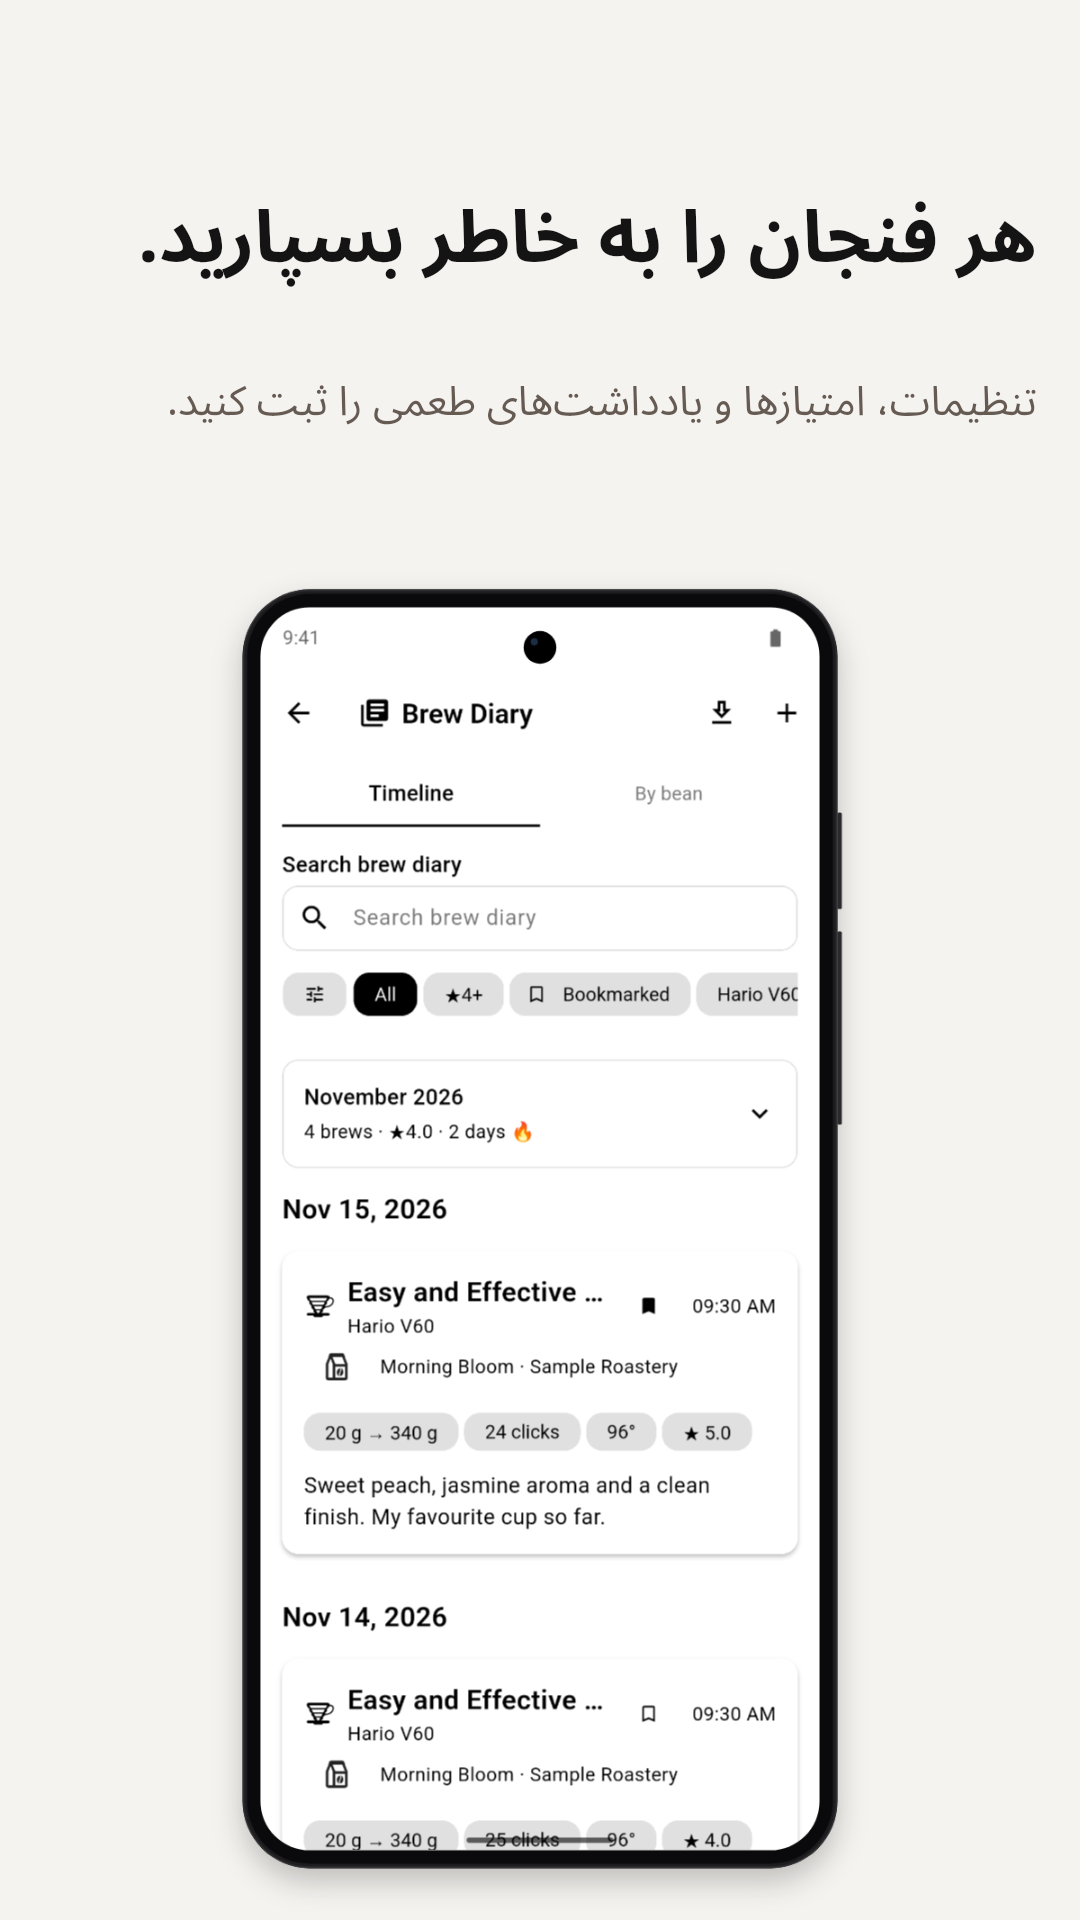 هر فنجان را به خاطر بسپارید.
تنظیمات، امتیازها و یادداشت‌های طعمی را ثبت کنید.
9:41
Brew Diary
Timeline
By bean
Search brew diary
Search brew diary
All
★4+
Bookmarked
Hario V60
November 2026
4 brews · ★4.0 · 2 days 🔥
Nov 15, 2026
Easy and Effective ...
09:30 AM
Hario V60
Morning Bloom · Sample Roastery
20 g → 340 g
24 clicks
96°
★ 5.0
Sweet peach, jasmine aroma and a clean
finish. My favourite cup so far.
Nov 14, 2026
Easy and Effective ...
09:30 AM
Hario V60
Morning Bloom · Sample Roastery
20 g → 340 g
25 clicks
96°
★ 4.0